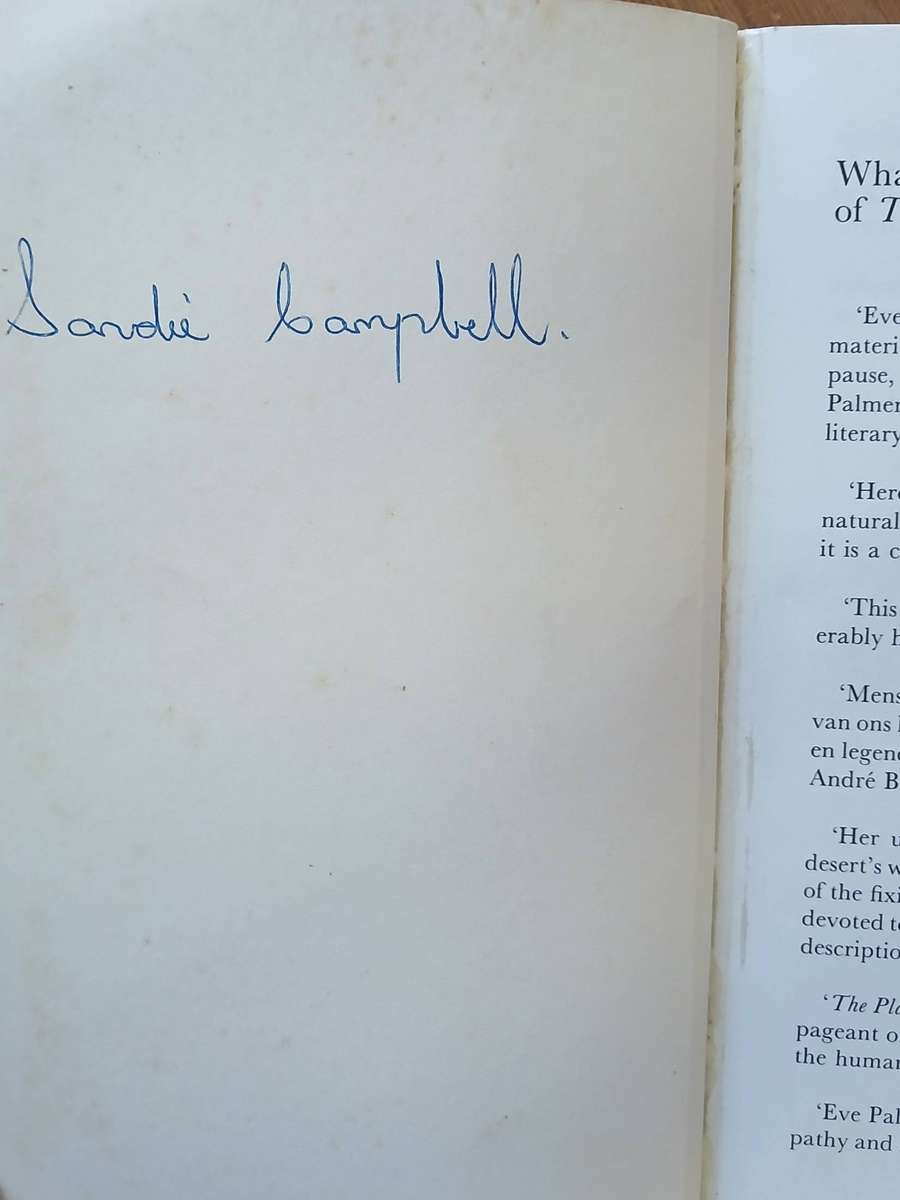 Sandie Campbell.
Wha
of T
‘Eve
materi
pause,
Palmer
literary
‘Here
natural
it is a c
‘This
erably h
‘Mens
van ons
en legend
André B
‘Her u
desert’s w
of the fixi
devoted to
descriptio
‘The Pla
pageant o
the human
‘Eve Pal
pathy and